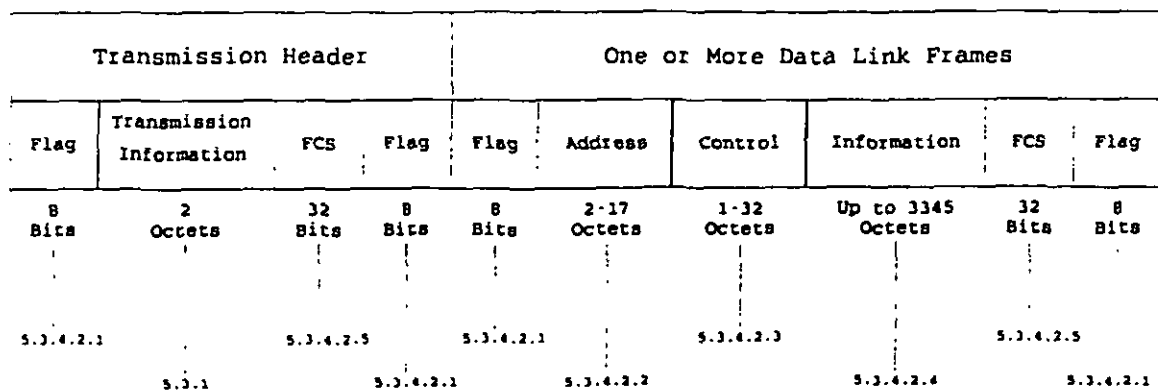 Transmission Header One or More Data Link Frames
Flag Transmission Information FCS Flag Flag Address Control Information FCS Flag
8 Bits 2 Octets 32 Bits 8 Bits 8 Bits 2-17 Octets 1-32 Octets Up to 3345 Octets 32 Bits 8 Bits
5.3.4.2.1 5.3.4.2.5 5.3.4.2.1 5.3.4.2.3 5.3.4.2.5
5.3.1 5.3.4.2.1 5.3.4.2.2 5.3.4.2.4 5.3.4.2.1